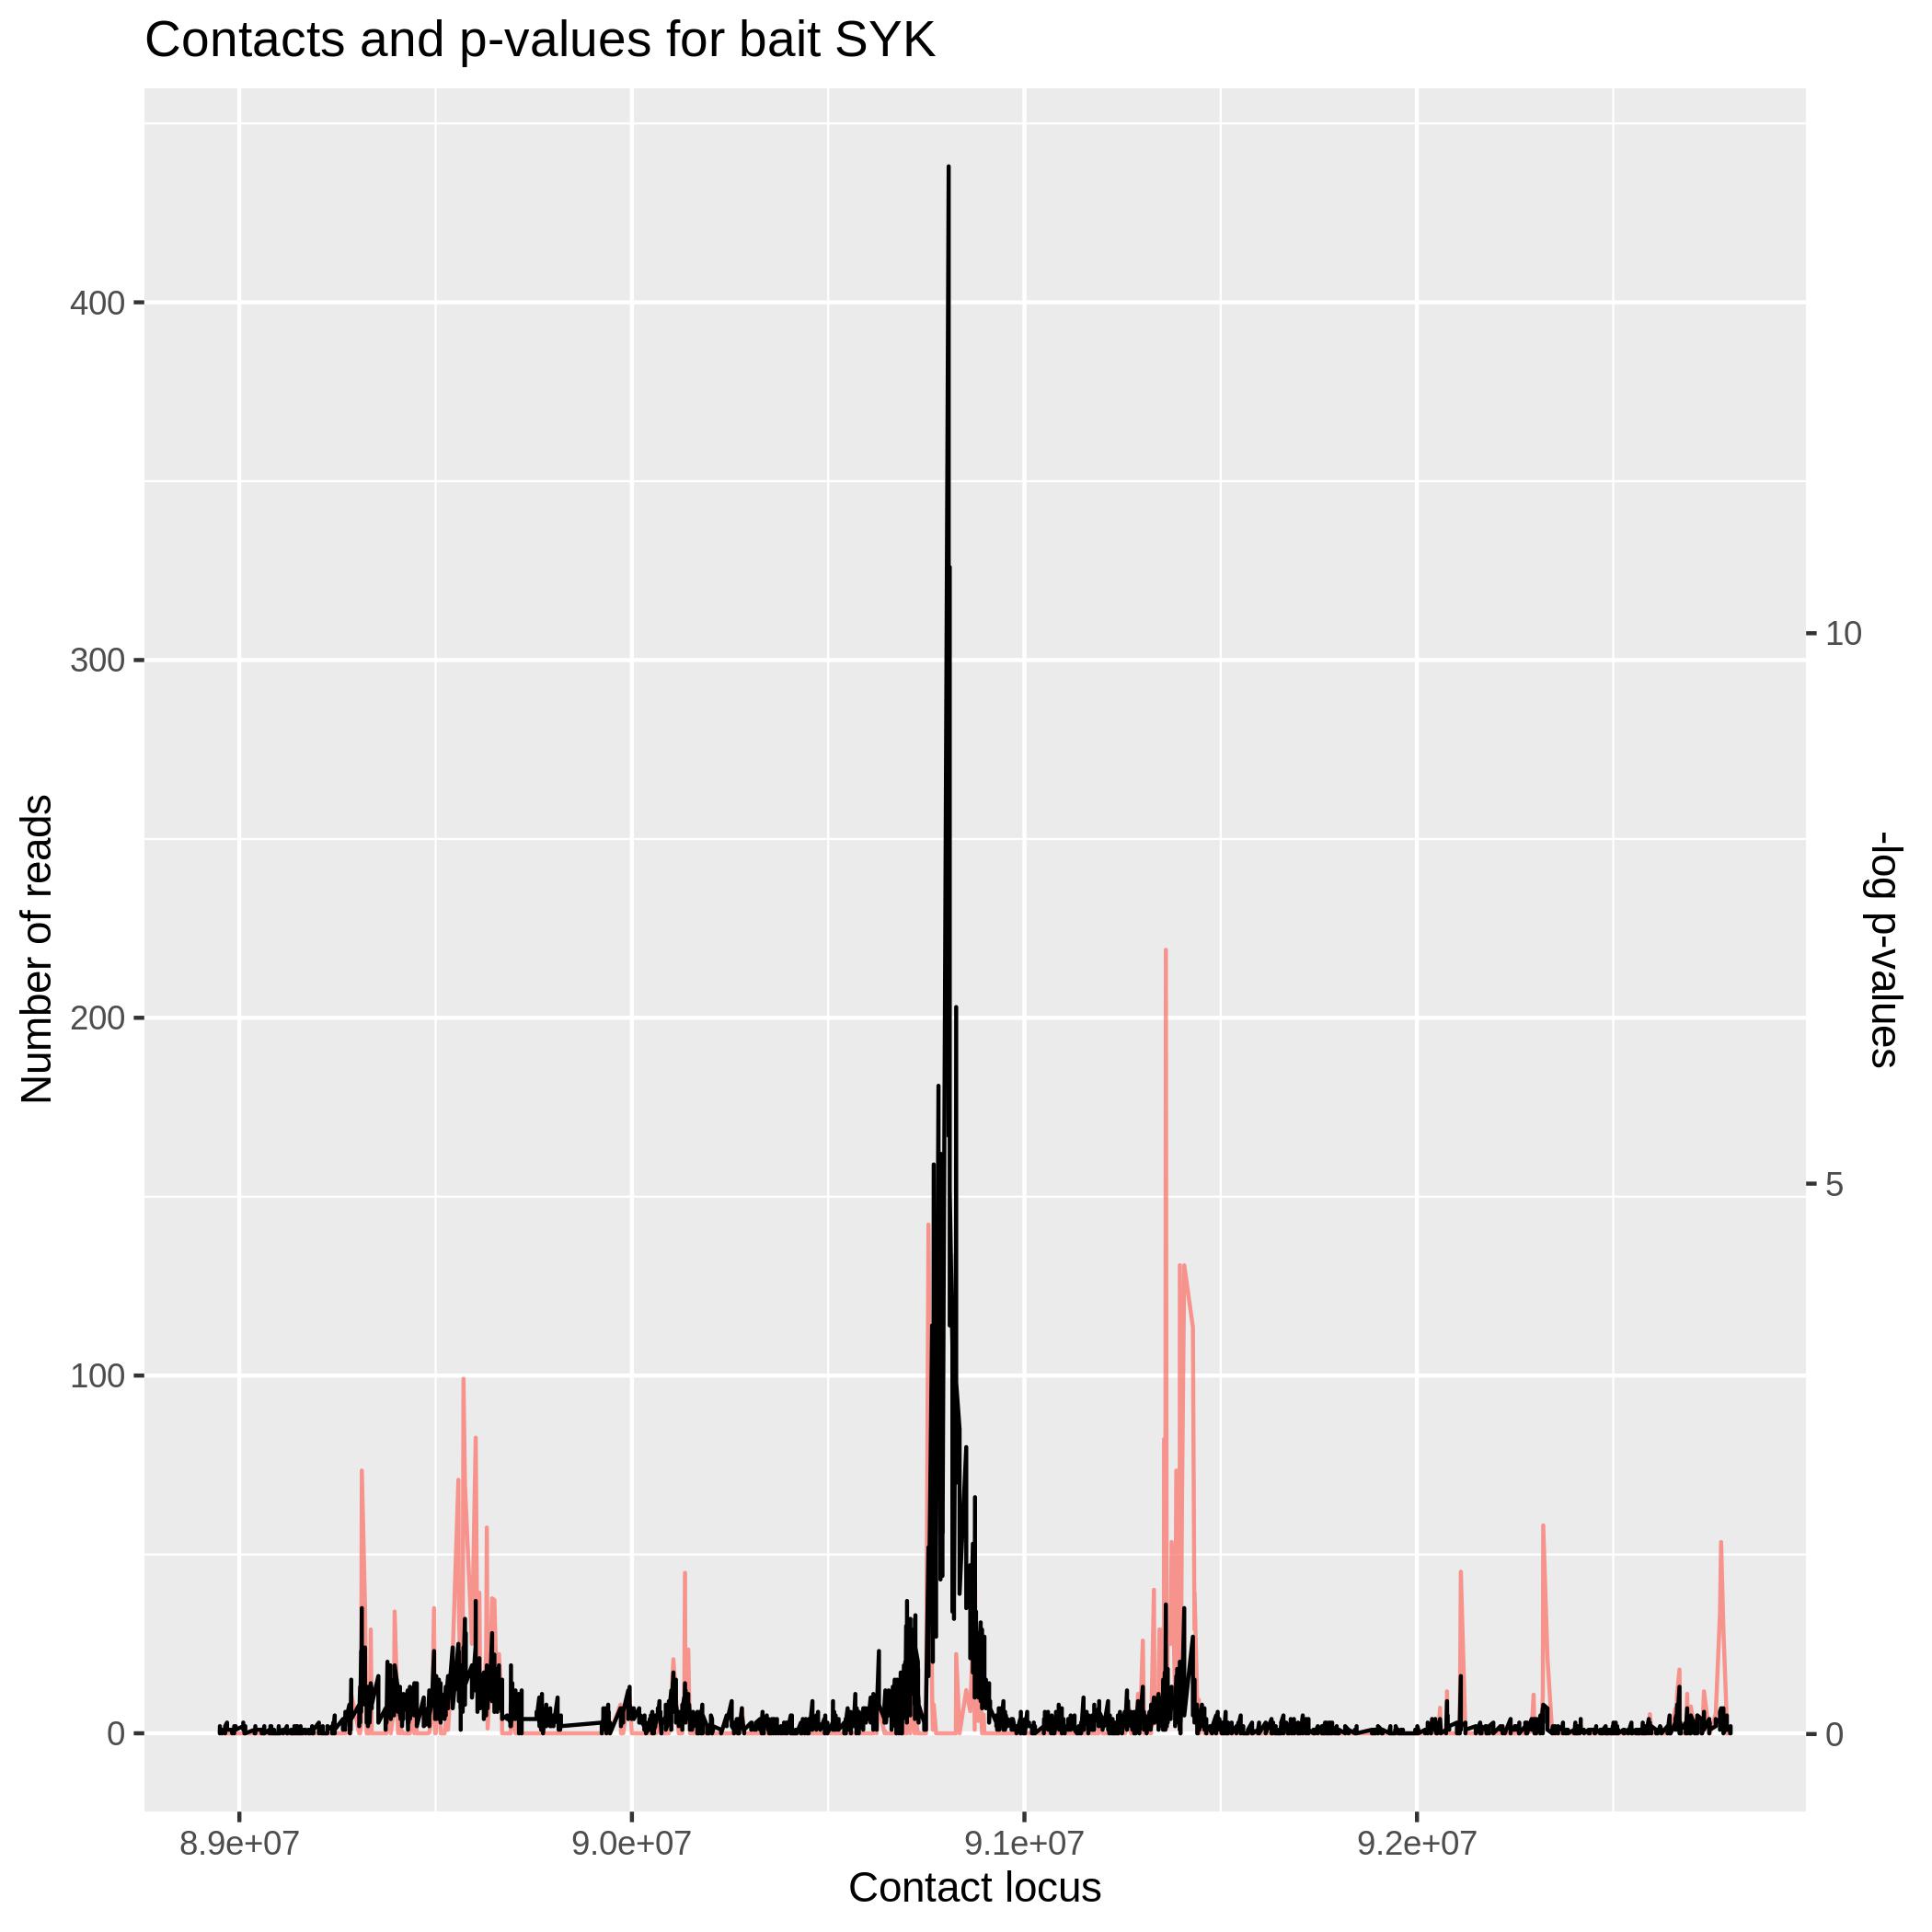 Contacts and p-values for bait SYK
Number of reads
400
300
200
100
0
10
5
0
-log p-values
8.9e+07
9.0e+07
9.1e+07
9.2e+07
Contact locus